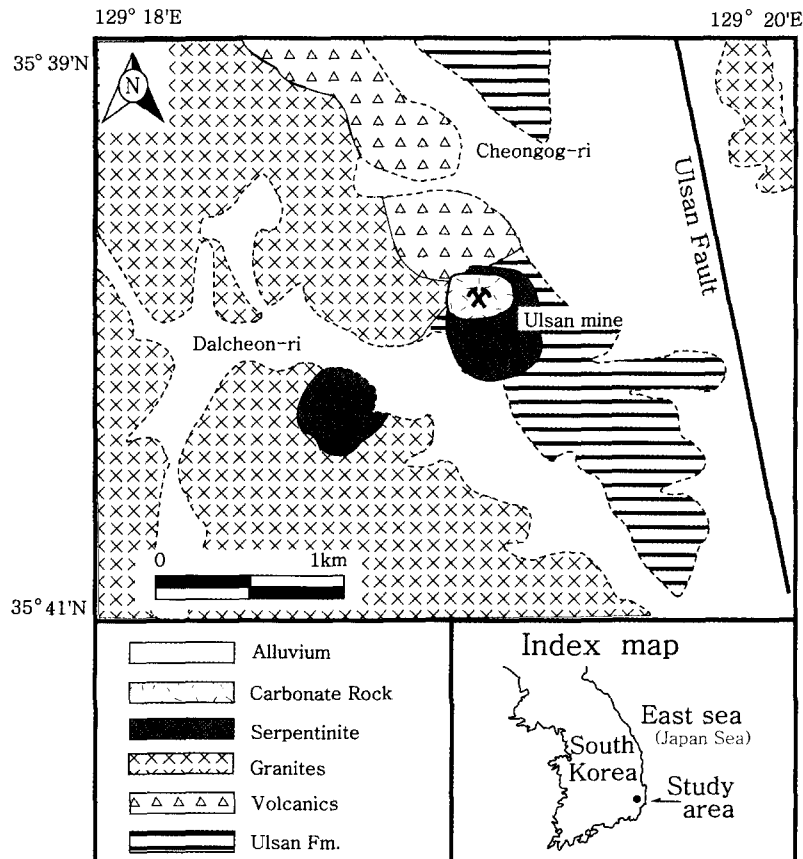 129° 18'E
129° 20'E
35° 39'N
N
Cheongog-ri
Ulsan Fault
Ulsan mine
Dalcheon-ri
0 1km
35° 41'N
Alluvium
Carbonate Rock
Serpentinite
Granites
Volcanics
Ulsan Fm.
Index map
East sea
(Japan Sea)
South
Korea
Study
area